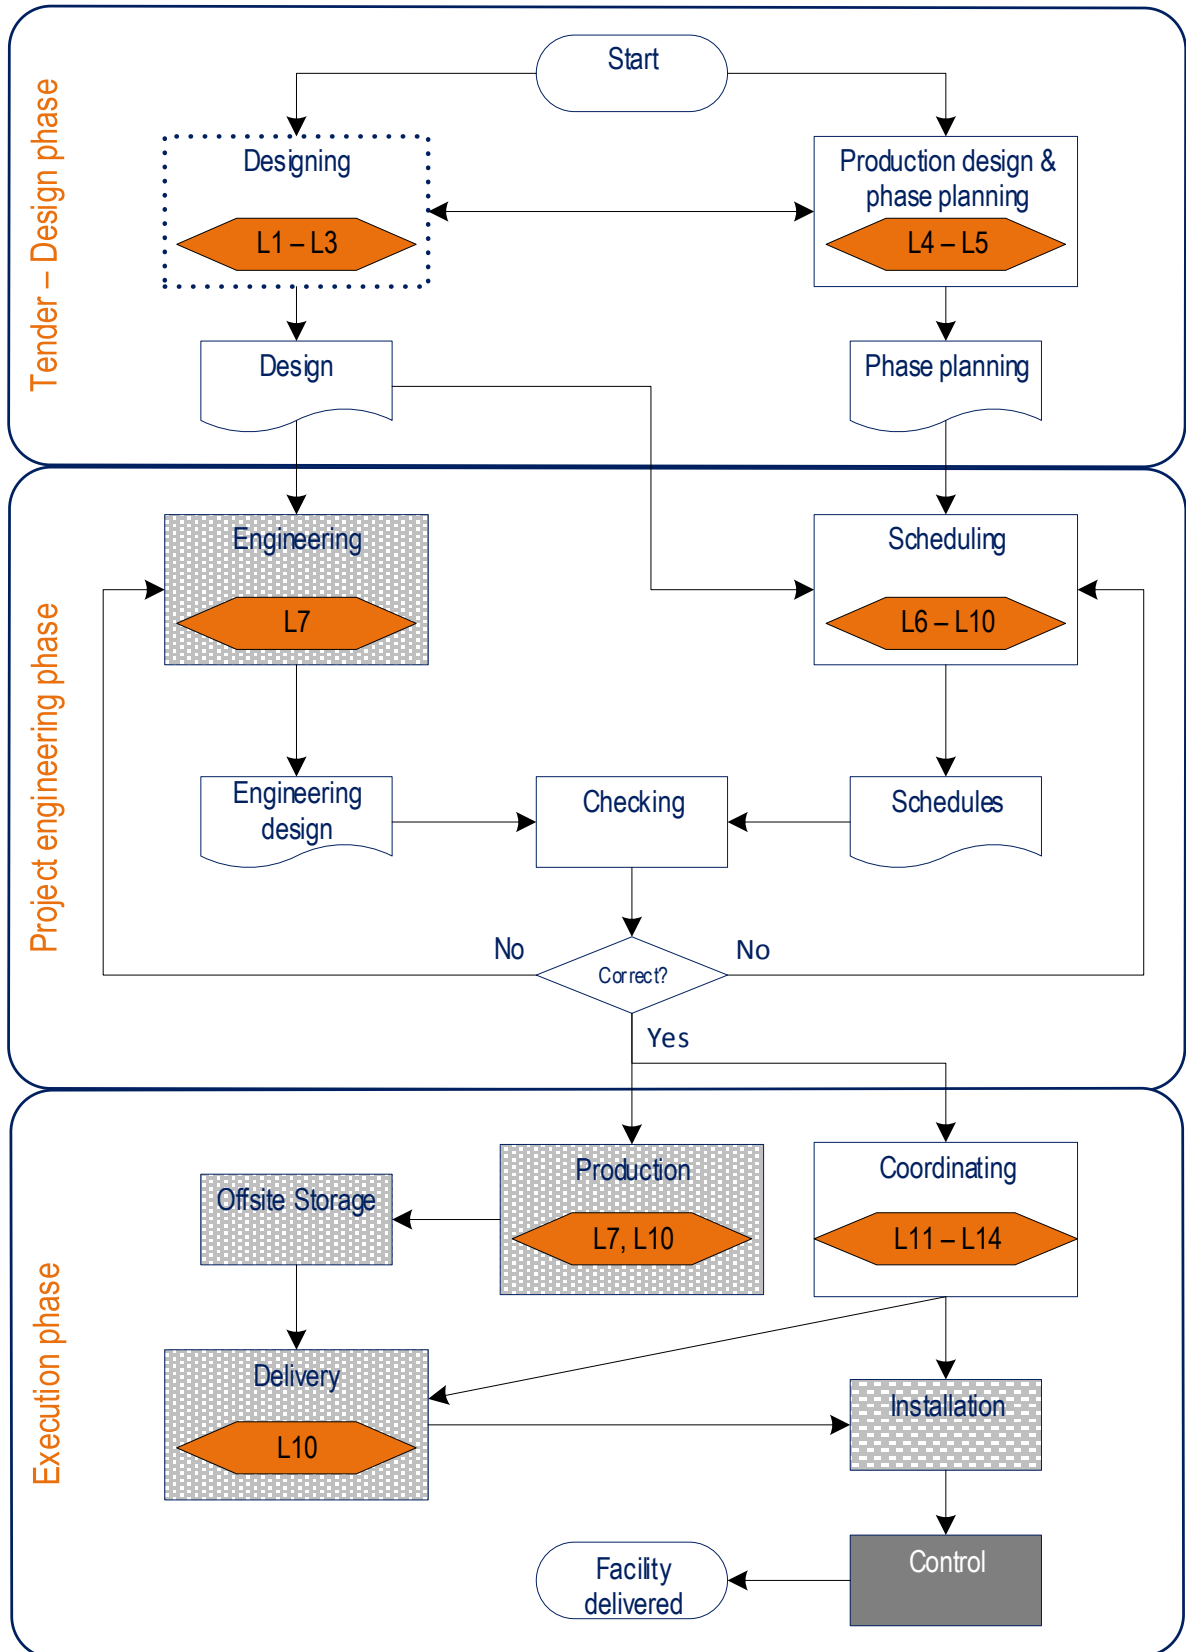 Tender – Design phase
Start
Designing
L1 – L3
Production design &
phase planning
L4 – L5
Design
Phase planning
Project engineering phase
Engineering
L7
Scheduling
L6 – L10
Engineering
design
Checking
Schedules
No
Correct?
No
Yes
Execution phase
Offsite Storage
Production
L7, L10
Coordinating
L11 – L14
Delivery
L10
Installation
Control
Facility
delivered